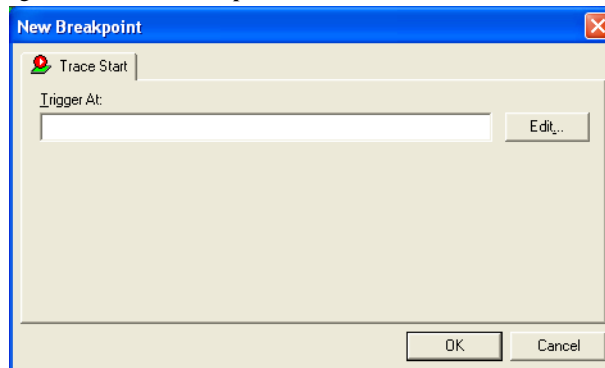 New Breakpoint
Trace Start
Trigger At:
Edit...
OK
Cancel